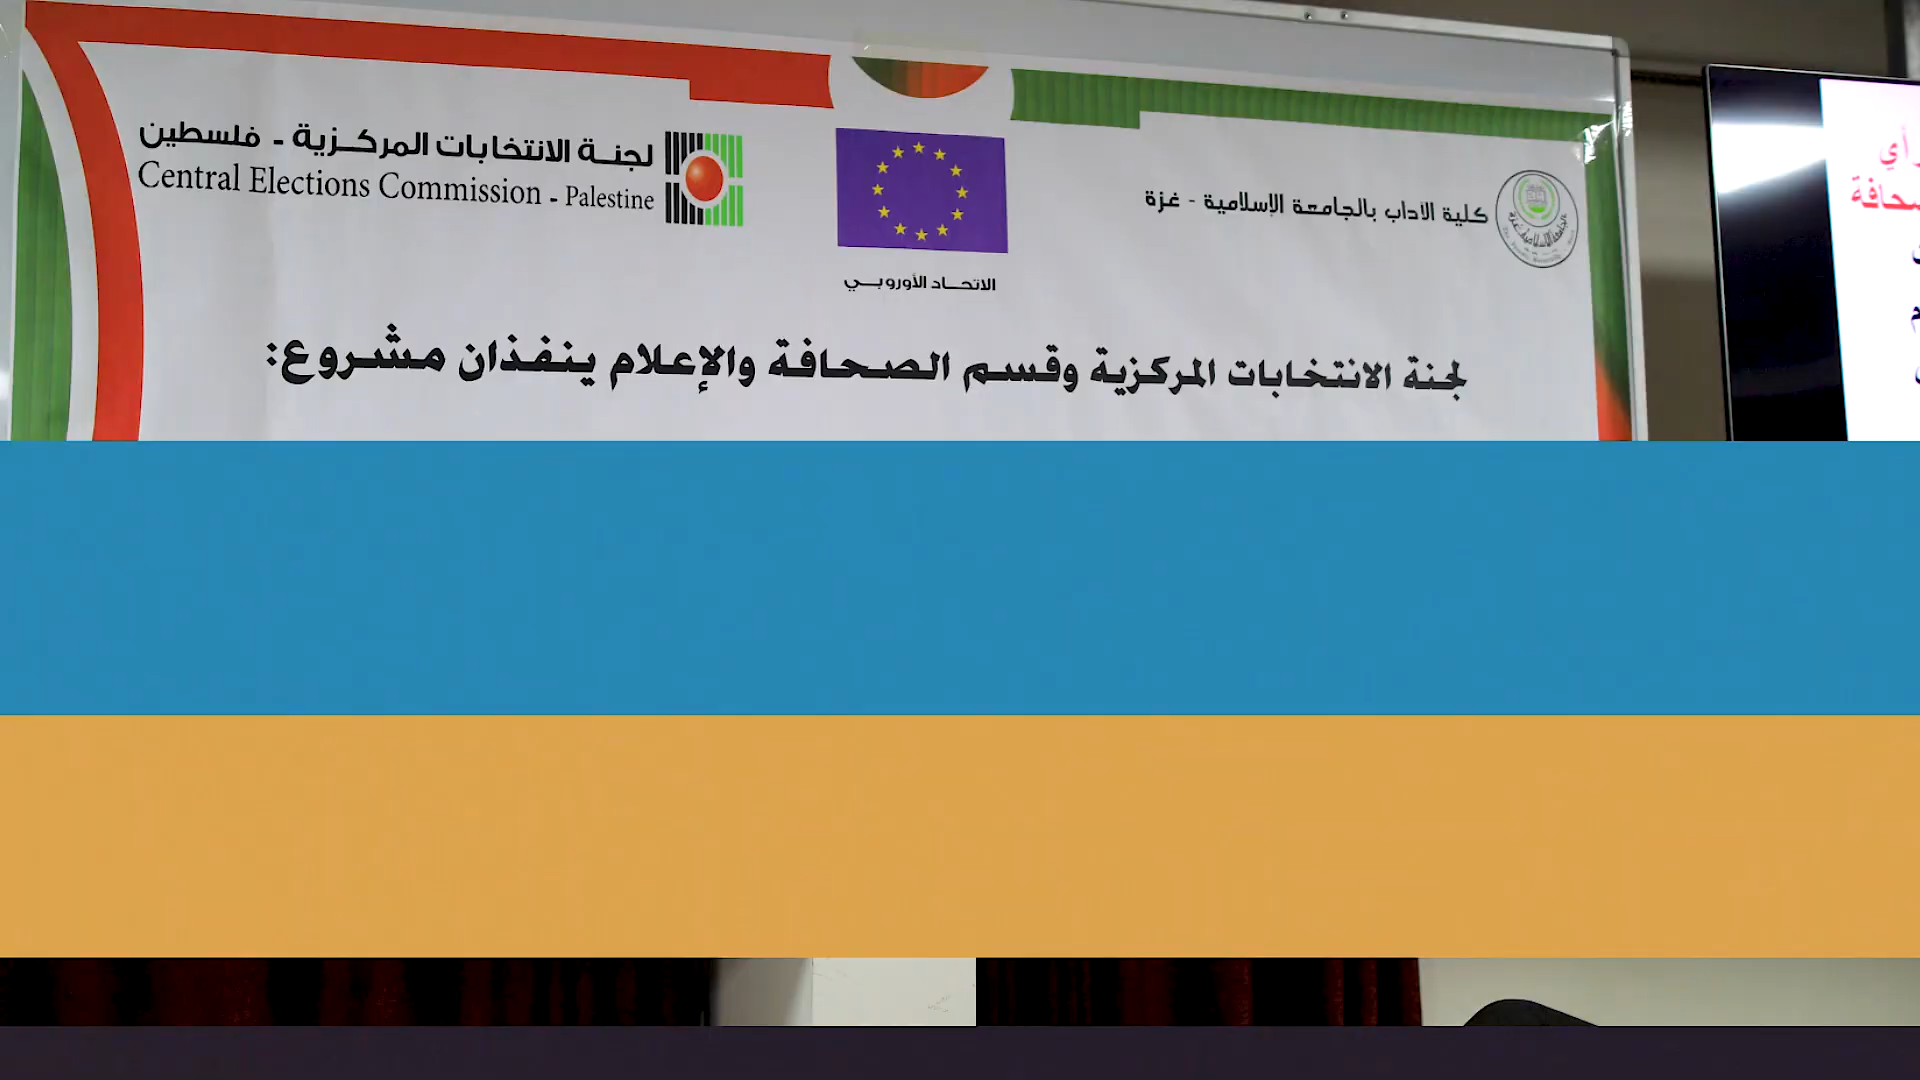 لجنة الانتخابات المركزية - فلسطين
Central Elections Commission - Palestine
كلية الآداب بالجامعة الإسلامية - غزة
الاتحاد الأوروبي
لجنة الانتخابات المركزية وقسم الصحافة والإعلام ينفذان مشروع: